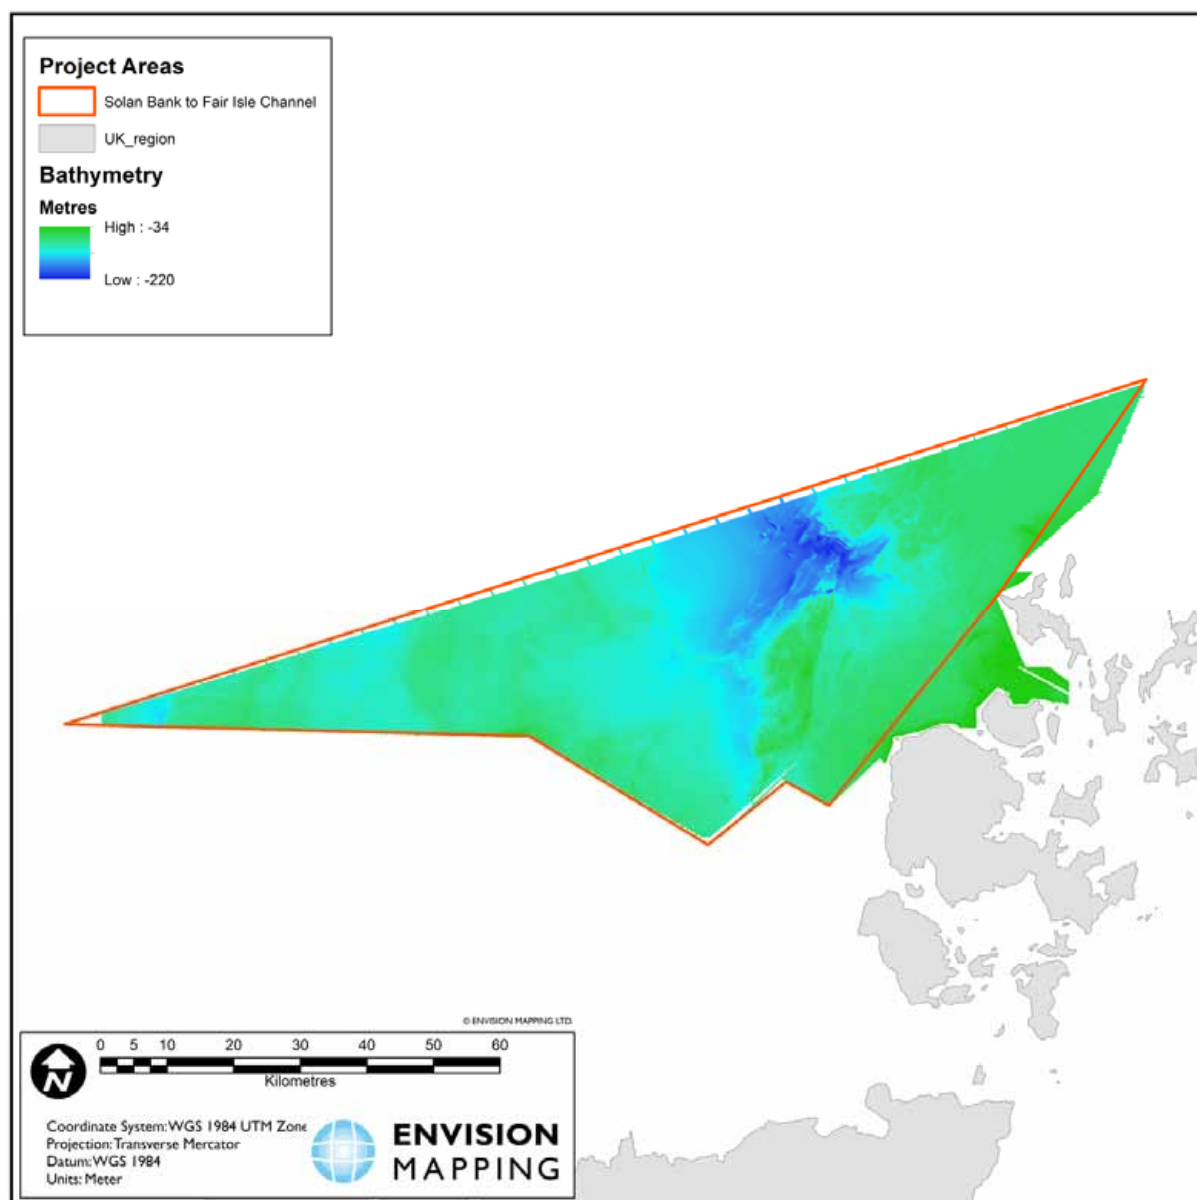 Project Areas
Solan Bank to Fair Isle Channel
UK_region
Bathymetry
Metres
High : -34
Low : -220
© ENVISION MAPPING LTD.
0 5 10 20 30 40 50 60
Kilometres
N
Coordinate System: WGS 1984 UTM Zone
Projection: Transverse Mercator
Datum: WGS 1984
Units: Meter
ENVISION
MAPPING